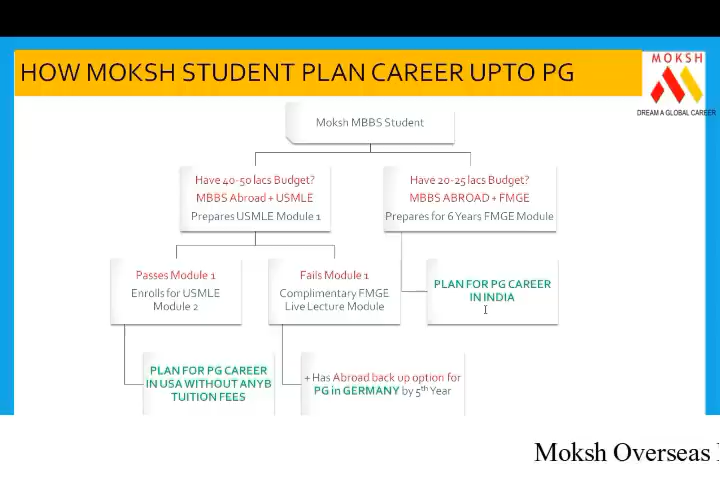 HOW MOKSH STUDENT PLAN CAREER UPTO PG
MOKSH
DREAM A GLOBAL CAREER
Moksh MBBS Student
Have 40-50 lacs Budget?
MBBS Abroad + USMLE
Prepares USMLE Module 1
Have 20-25 lacs Budget?
MBBS ABROAD + FMGE
Prepares for 6 Years FMGE Module
Passes Module 1
Enrolls for USMLE
Module 2
Fails Module 1
Complimentary FMGE
Live Lecture Module
PLAN FOR PG CAREER
IN INDIA
PLAN FOR PG CAREER
IN USA WITHOUT ANYB
TUITION FEES
+ Has Abroad back up option for
PG in GERMANY by 5th Year
Moksh Overseas